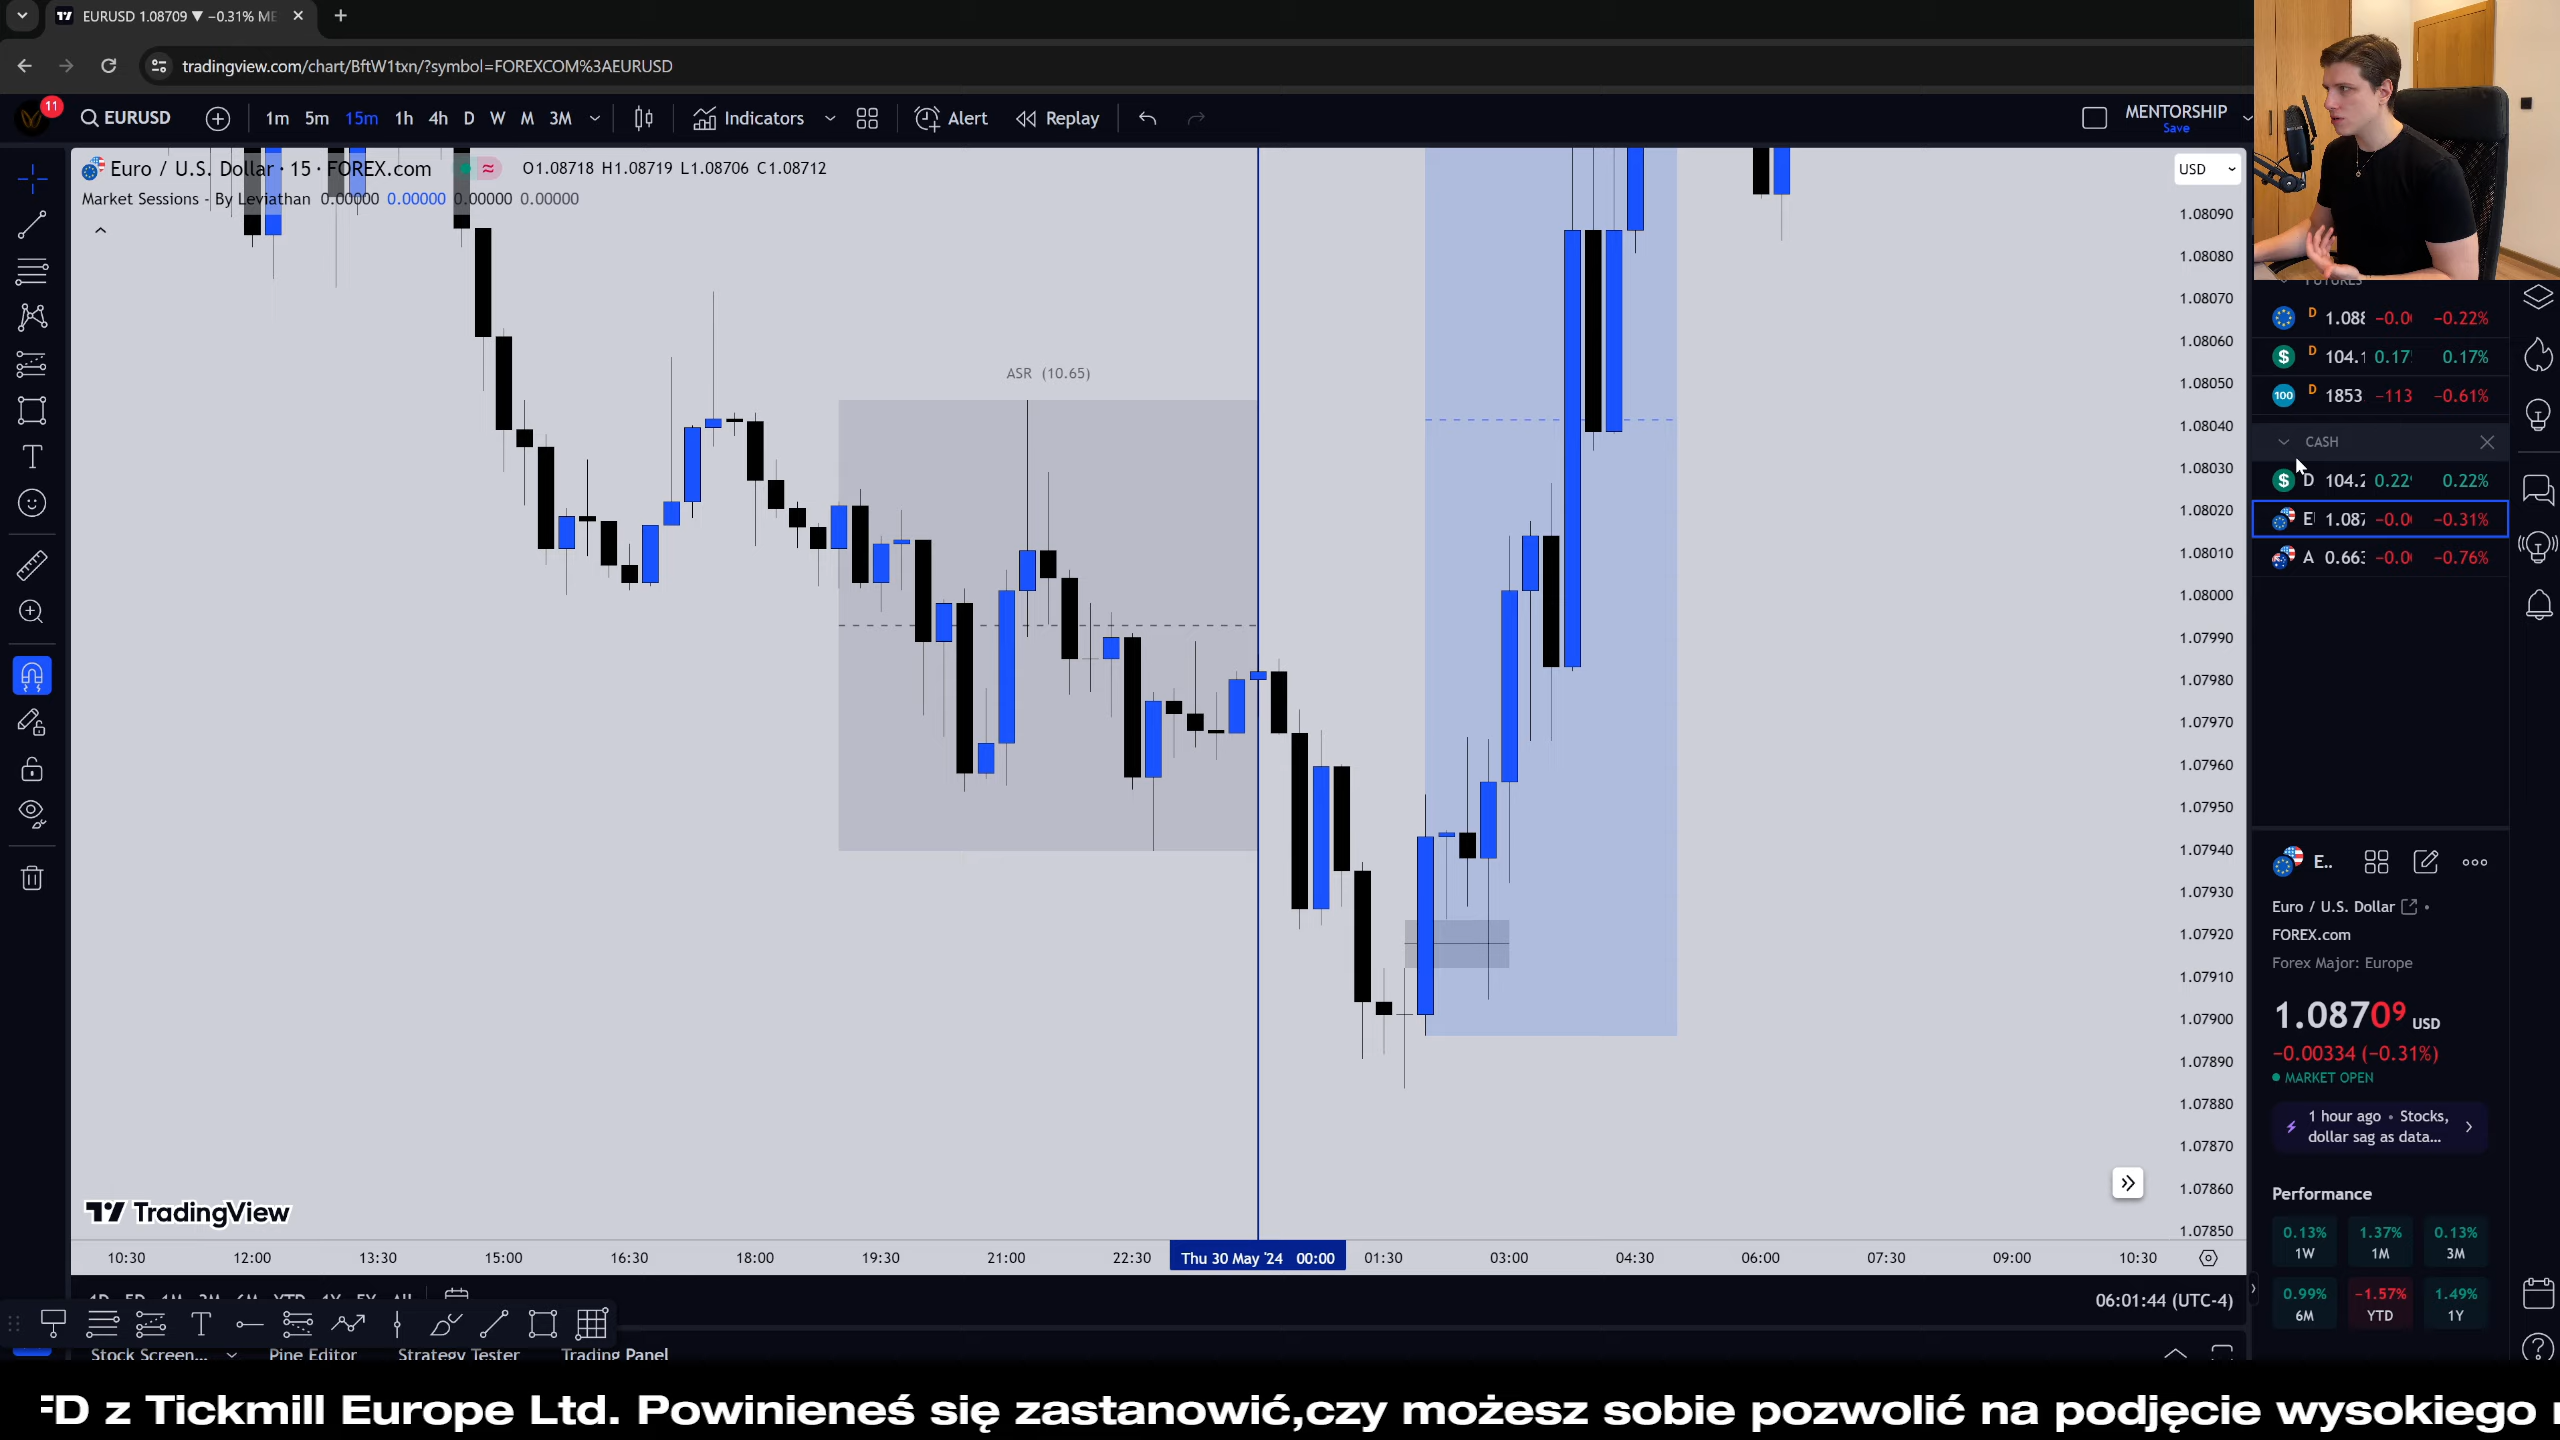 EURUSD 1.08709 ▼ −0.31% ME
tradingview.com/chart/BftW1txn/?symbol=FOREXCOM%3AEURUSD
11
EURUSD
1m 5m 15m 1h 4h D W M 3M
Indicators
Alert
Replay
MENTORSHIP
Save
Euro / U.S. Dollar · 15 · FOREX.com
O1.08718 H1.08719 L1.08706 C1.08712
Market Sessions - By Leviathan 0.00000 0.00000 0.00000 0.00000
USD
1.08090
1.08080
1.08070
1.08060
1.08050
1.08040
1.08030
1.08020
1.08010
1.08000
1.07990
1.07980
1.07970
1.07960
1.07950
1.07940
1.07930
1.07920
1.07910
1.07900
1.07890
1.07880
1.07870
1.07860
1.07850
ASR (10.65)
TradingView
10:30 12:00 13:30 15:00 16:30 18:00 19:30 21:00 22:30 Thu 30 May '24 00:00 01:30 03:00 04:30 06:00 07:30 09:00 10:30
1D 5D 1M 3M 6M YTD 1Y 5Y All
06:01:44 (UTC-4)
Stock Screen... Pine Editor Strategy Tester Trading Panel
FUTURES
D 1.088 −0.0 −0.22%
D 104.1 0.17 0.17%
100 D 1853 −113 −0.61%
CASH
D 104.2 0.22 0.22%
E 1.087 −0.0 −0.31%
A 0.663 −0.0 −0.76%
E..
Euro / U.S. Dollar
FOREX.com
Forex Major: Europe
1.08709 USD
−0.00334 (−0.31%)
MARKET OPEN
1 hour ago • Stocks,
dollar sag as data...
Performance
0.13% 1.37% 0.13%
1W 1M 3M
0.99% −1.57% 1.49%
6M YTD 1Y
FD z Tickmill Europe Ltd. Powinieneś się zastanowić,czy możesz sobie pozwolić na podjęcie wysokiego